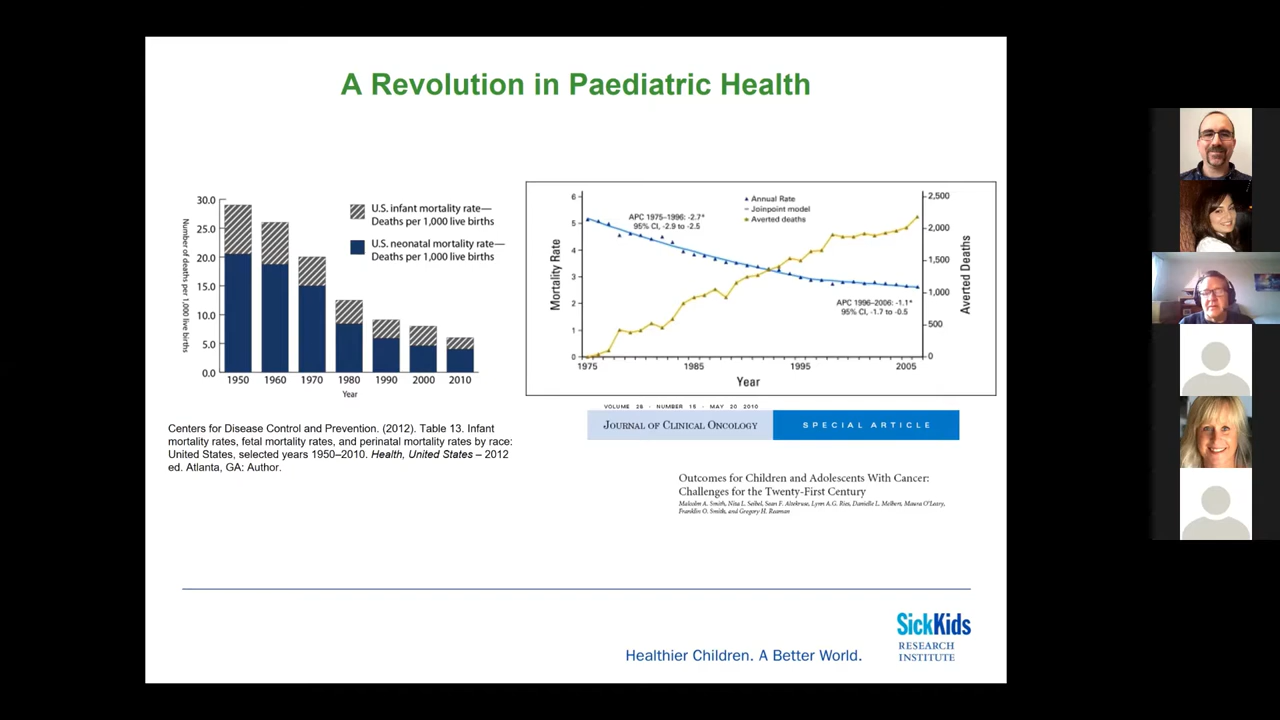 A Revolution in Paediatric Health
30.0
25.0
20.0
15.0
10.0
5.0
0.0
Number of deaths per 1,000 live births
1950 1960 1970 1980 1990 2000 2010
Year
U.S. infant mortality rate—
Deaths per 1,000 live births
U.S. neonatal mortality rate—
Deaths per 1,000 live births
Centers for Disease Control and Prevention. (2012). Table 13. Infant
mortality rates, fetal mortality rates, and perinatal mortality rates by race:
United States, selected years 1950–2010. Health, United States – 2012
ed. Atlanta, GA: Author.
6
5
4
3
2
1
0
Mortality Rate
APC 1975–1996: -2.7*
95% CI, -2.9 to -2.5
Annual Rate
Joinpoint model
Averted deaths
APC 1996–2006: -1.1*
95% CI, -1.7 to -0.5
2,500
2,000
1,500
1,000
500
0
Averted Deaths
1975 1985 1995 2005
Year
VOLUME 28 · NUMBER 15 · MAY 20 2010
JOURNAL OF CLINICAL ONCOLOGY
SPECIAL ARTICLE
Outcomes for Children and Adolescents With Cancer:
Challenges for the Twenty-First Century
Malcolm A. Smith, Nita L. Seibel, Sean F. Altekruse, Lynn A.G. Ries, Danielle L. Melbert, Maura O'Leary,
Franklin O. Smith, and Gregory H. Reaman
Healthier Children. A Better World.
SickKids
RESEARCH
INSTITUTE